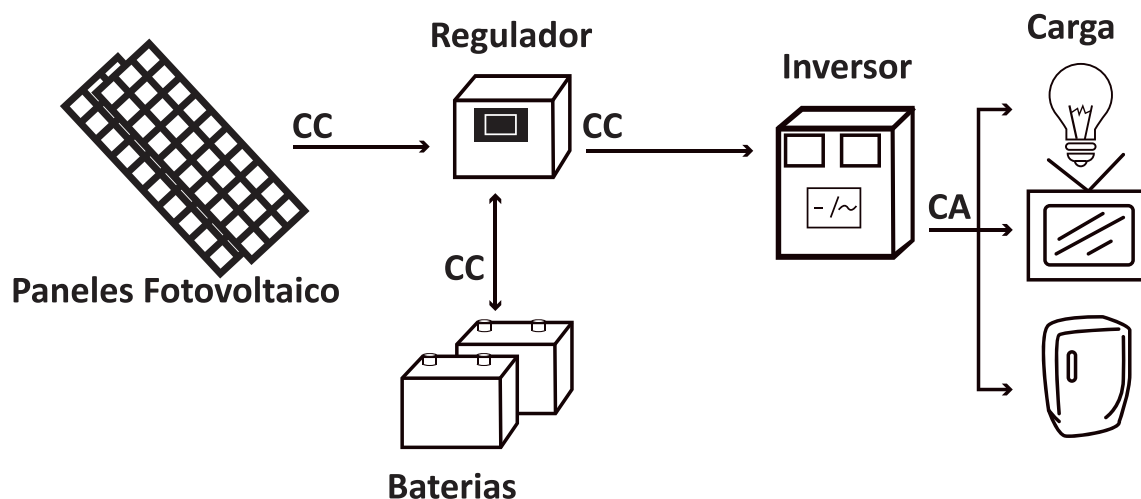 Carga
Regulador
Inversor
CC
CC
CA
CC
Paneles Fotovoltaico
- /~
Baterias